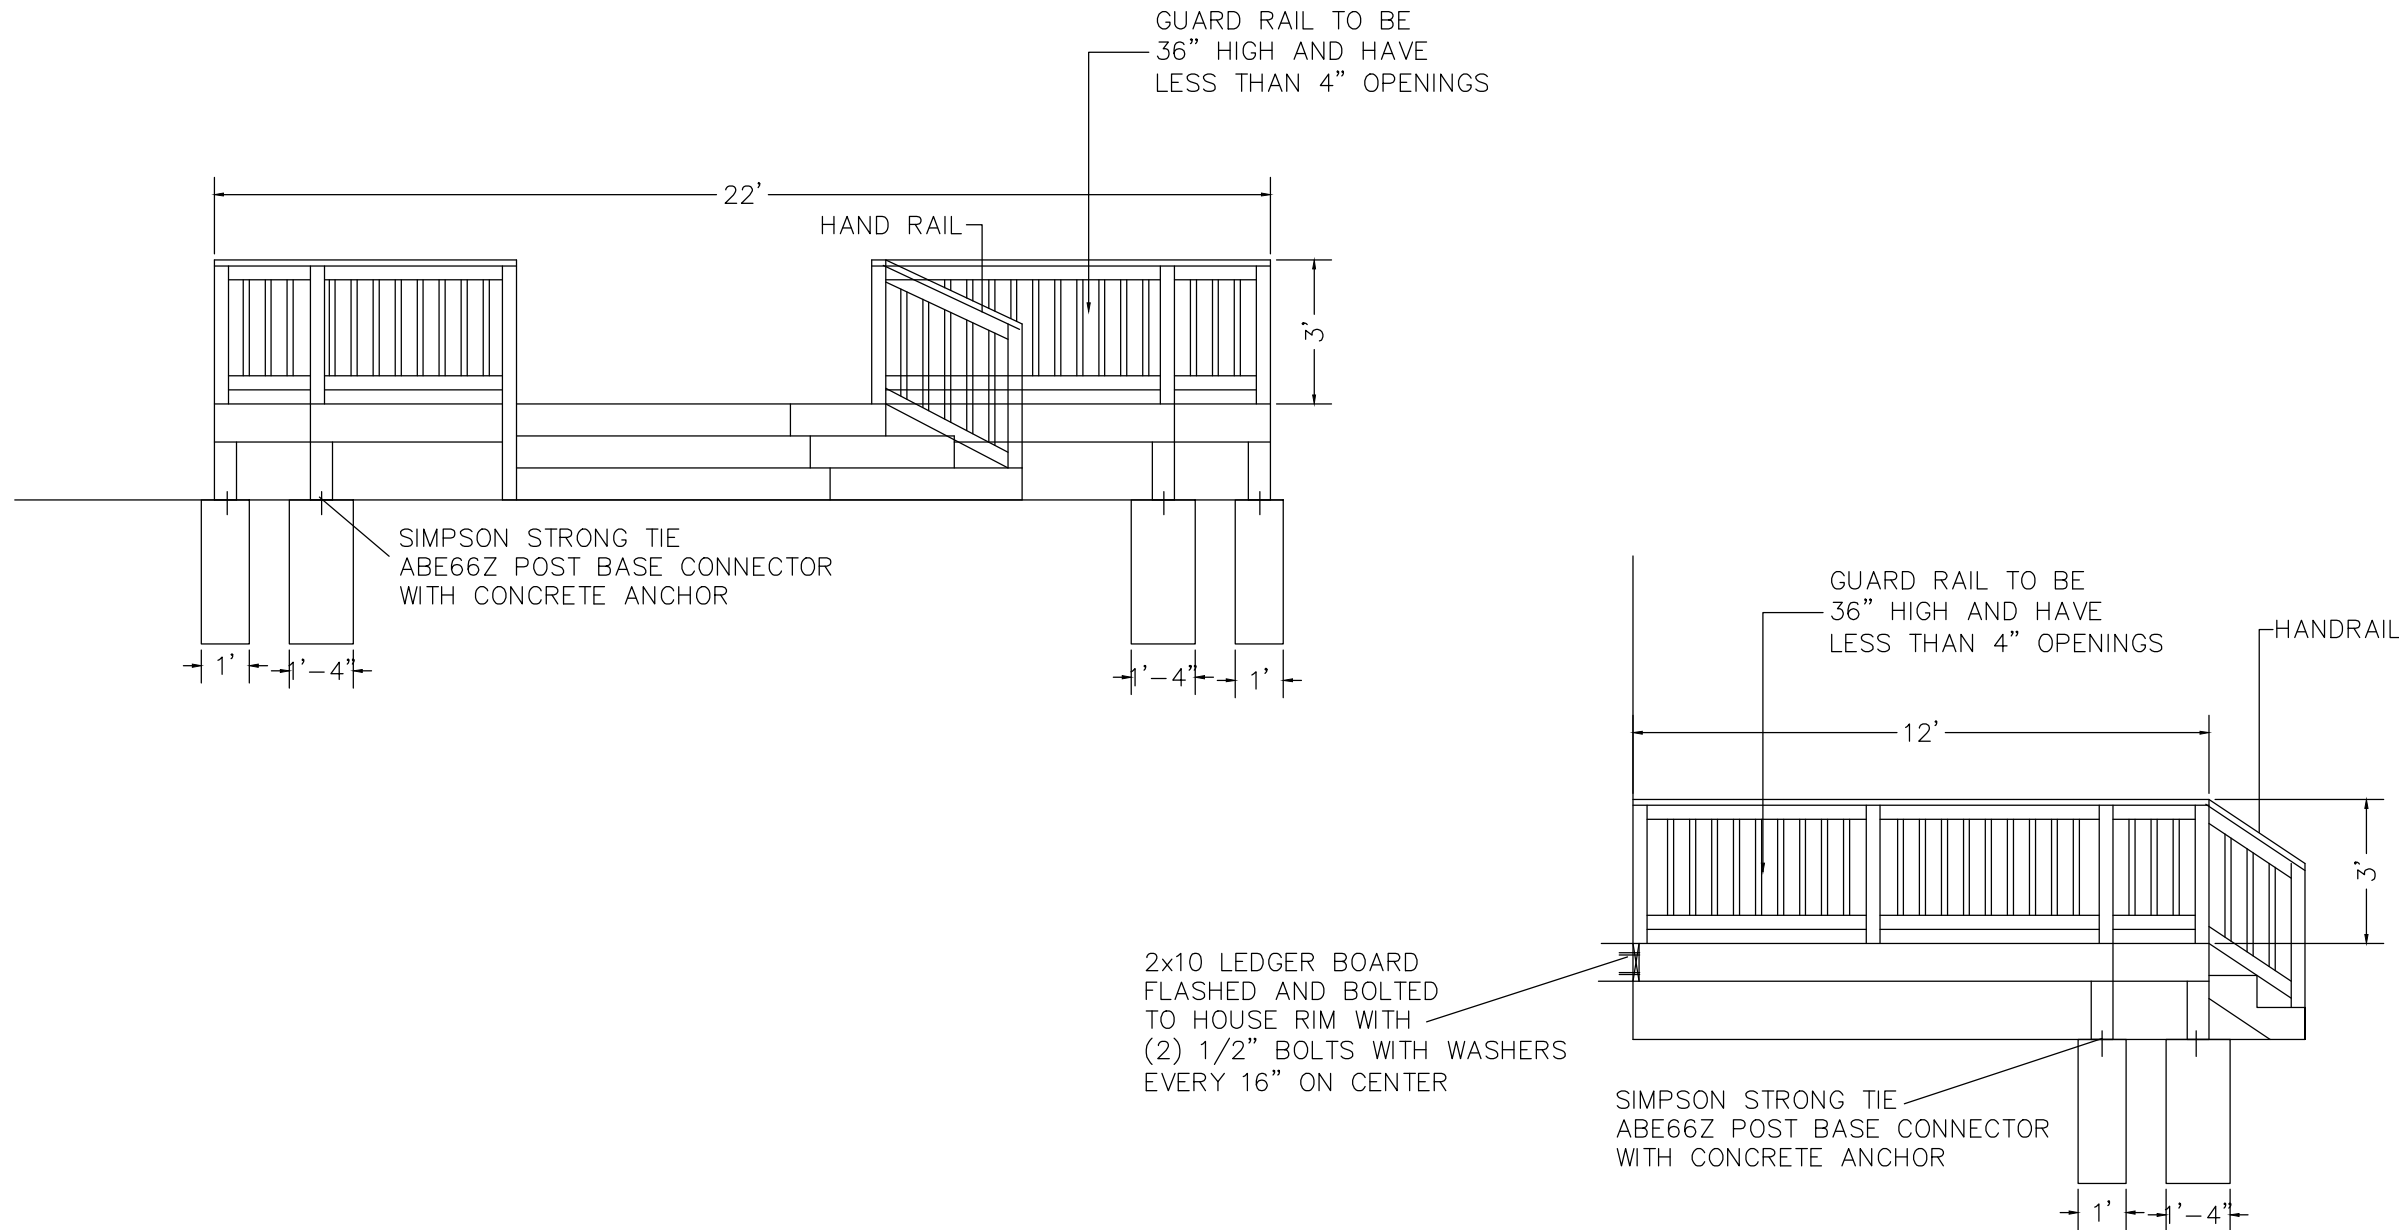 GUARD RAIL TO BE
36” HIGH AND HAVE
LESS THAN 4” OPENINGS
22’
HAND RAIL
3’
SIMPSON STRONG TIE
ABE66Z POST BASE CONNECTOR
WITH CONCRETE ANCHOR
1’
1’–4”
1’–4”
1’
GUARD RAIL TO BE
36” HIGH AND HAVE
LESS THAN 4” OPENINGS
HANDRAIL
12’
3’
2x10 LEDGER BOARD
FLASHED AND BOLTED
TO HOUSE RIM WITH
(2) 1/2” BOLTS WITH WASHERS
EVERY 16” ON CENTER
SIMPSON STRONG TIE
ABE66Z POST BASE CONNECTOR
WITH CONCRETE ANCHOR
1’
1’–4”